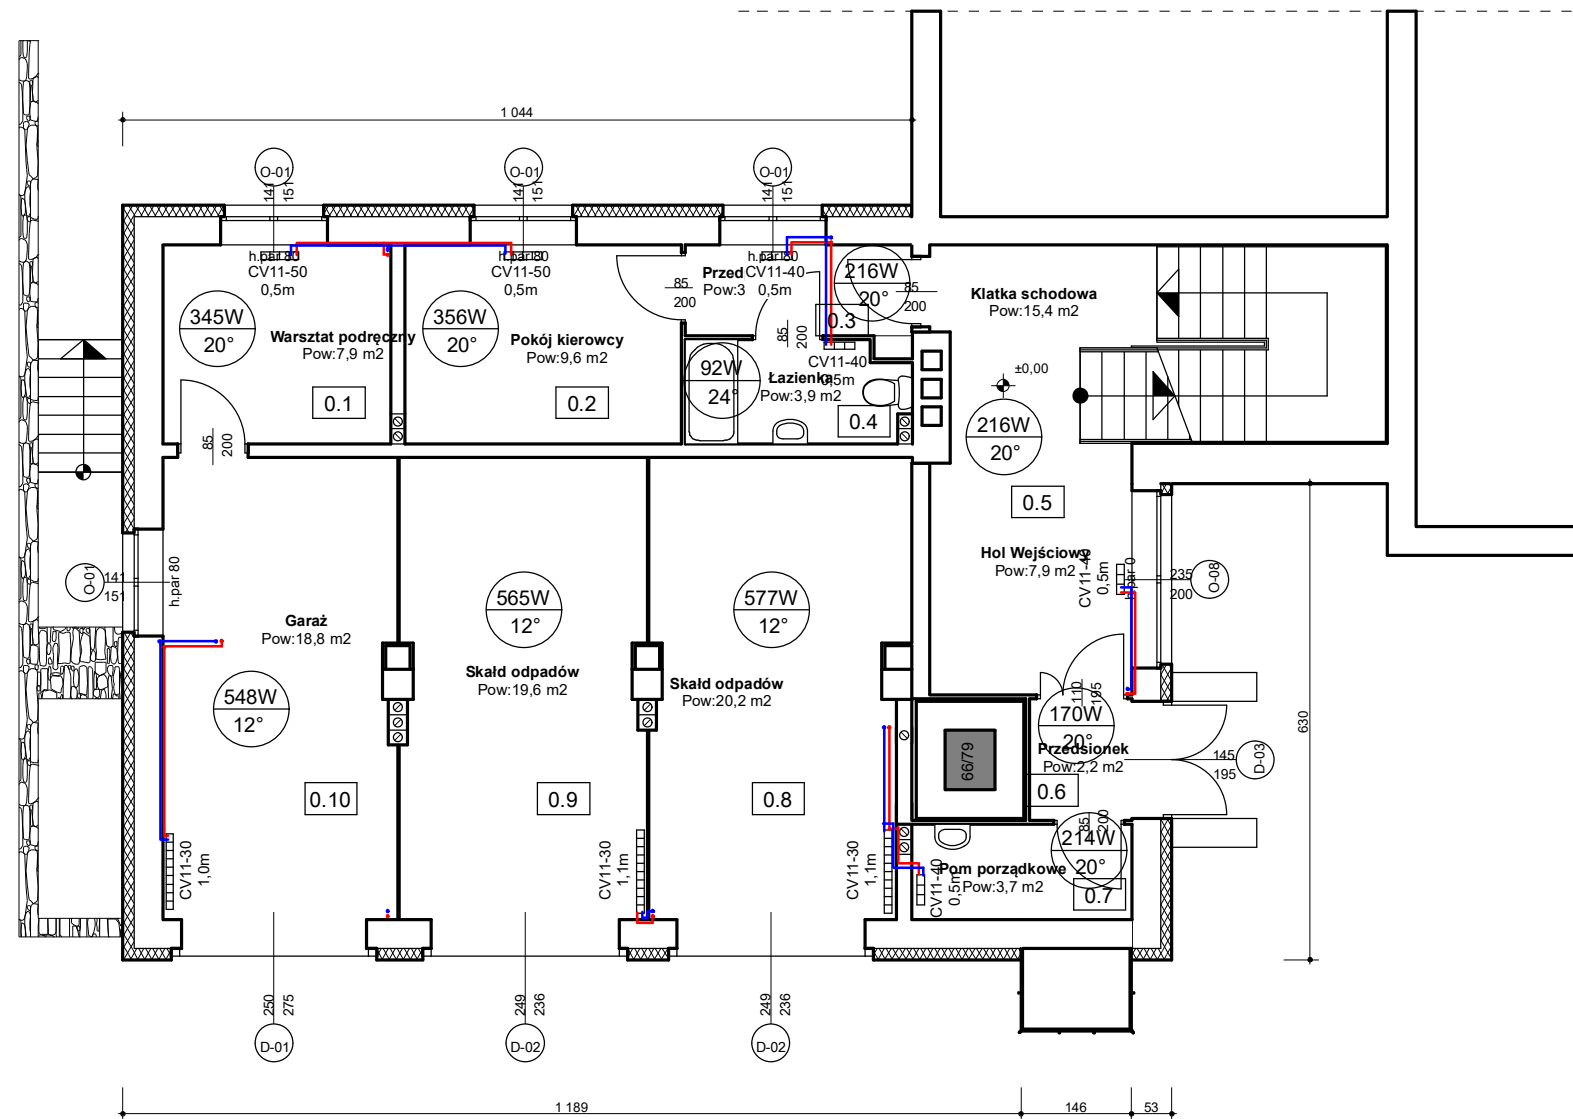 1 044
O-01
141
151
O-01
141
151
O-01
141
151
h.par 80
CV11-50
0,5m
h.par 80
CV11-50
0,5m
h.par 80
CV11-40
0,5m
345W
20°
Warsztat podręczny
Pow:7,9 m2
0.1
356W
20°
Pokój kierowcy
Pow:9,6 m2
0.2
85
200
Przed
Pow:3
216W
20°
0.3
85
200
85
200
CV11-40
0,5m
92W
24°
Łazienka
Pow:3,9 m2
0.4
Klatka schodowa
Pow:15,4 m2
±0,00
216W
20°
0.5
Hol Wejściowy
Pow:7,9 m2
CV11-40
0,5m
h.par 0
235
200
O-08
85
200
O-01
141
151
h.par 80
Garaż
Pow:18,8 m2
548W
12°
0.10
565W
12°
Skałd odpadów
Pow:19,6 m2
0.9
577W
12°
Skałd odpadów
Pow:20,2 m2
0.8
110
195
170W
20°
Przedsionek
Pow:2,2 m2
0.6
145
195
D-03
630
66/79
85
200
214W
20°
Pom porządkowe
Pow:3,7 m2
0.7
CV11-40
0,5m
CV11-30
1,0m
CV11-30
1,1m
CV11-30
1,1m
250
275
D-01
249
236
D-02
249
236
D-02
1 189
146
53